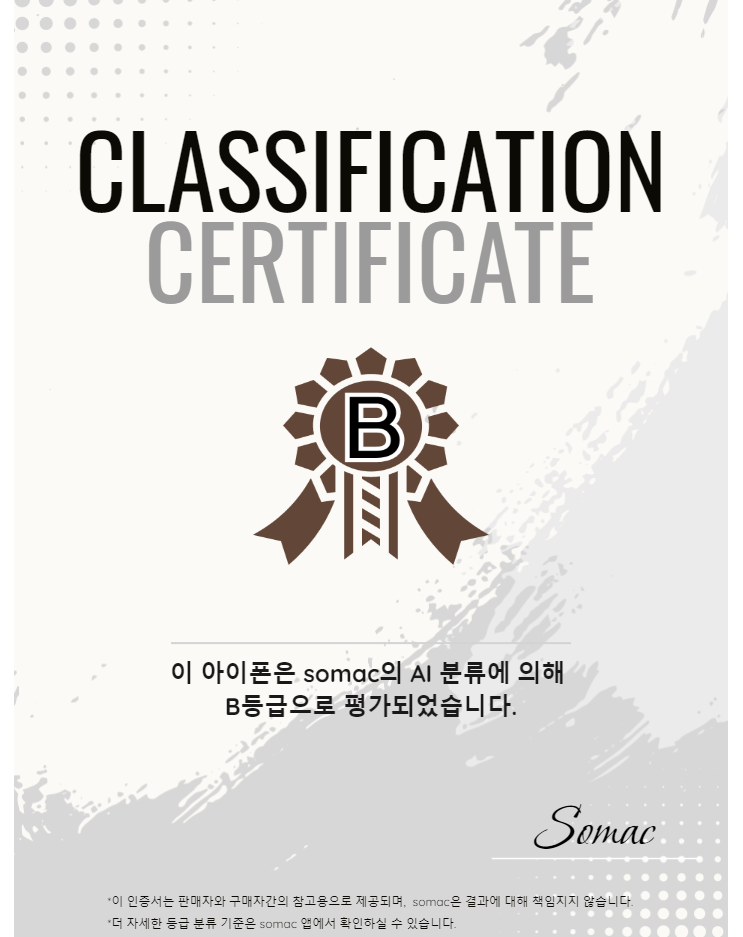 CLASSIFICATION
CERTIFICATE
B
이 아이폰은 somac의 AI 분류에 의해
B등급으로 평가되었습니다.
Somac
*이 인증서는 판매자와 구매자간의 참고용으로 제공되며, somac은 결과에 대해 책임지지 않습니다.
*더 자세한 등급 분류 기준은 somac 앱에서 확인하실 수 있습니다.